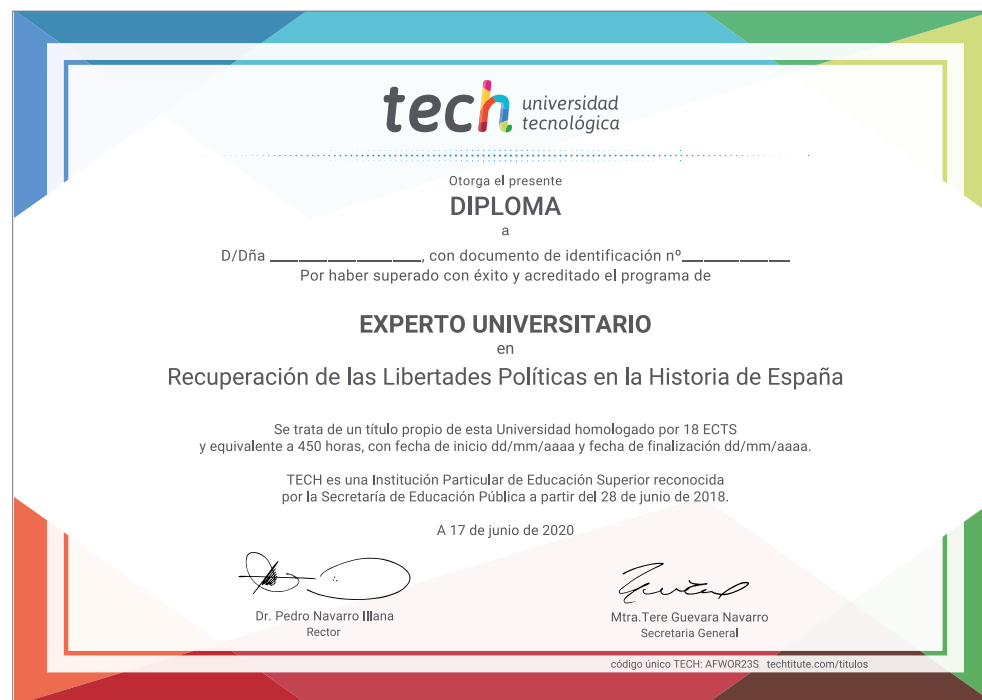 tech universidad
tecnológica
Otorga el presente
DIPLOMA
a
D/Dña ____________________, con documento de identificación nº______________
Por haber superado con éxito y acreditado el programa de
EXPERTO UNIVERSITARIO
en
Recuperación de las Libertades Políticas en la Historia de España
Se trata de un título propio de esta Universidad homologado por 18 ECTS
y equivalente a 450 horas, con fecha de inicio dd/mm/aaaa y fecha de finalización dd/mm/aaaa.
TECH es una Institución Particular de Educación Superior reconocida
por la Secretaría de Educación Pública a partir del 28 de junio de 2018.
A 17 de junio de 2020
Dr. Pedro Navarro Illana
Rector
Mtra.Tere Guevara Navarro
Secretaria General
código único TECH: AFWOR23S techtitute.com/titulos